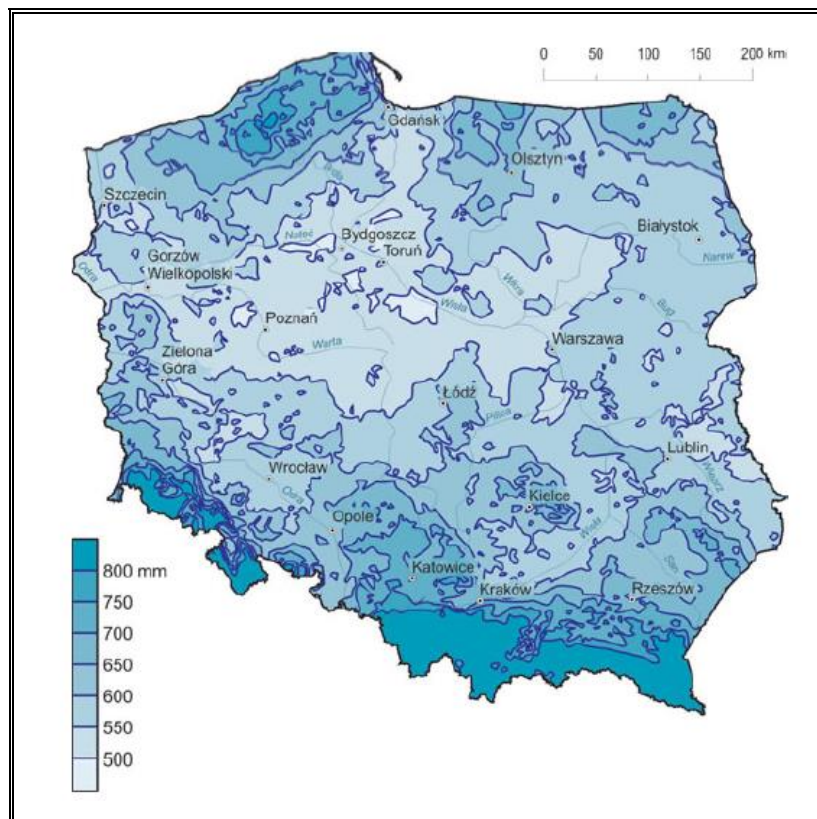 0 50 100 150 200 km
Gdańsk
Olsztyn
Szczecin
Brda
Białystok
Bydgoszcz
Noteć
Toruń
Narew
Gorzów
Wielkopolski
Odra
Wkra
Wisła
Bug
Poznań
Warta
Warszawa
Zielona
Góra
Łódź
Pilica
Lublin
Wrocław
Wieprz
Odra
Kielce
Opole
Wisła
San
Katowice
Kraków
Rzeszów
800 mm
750
700
650
600
550
500